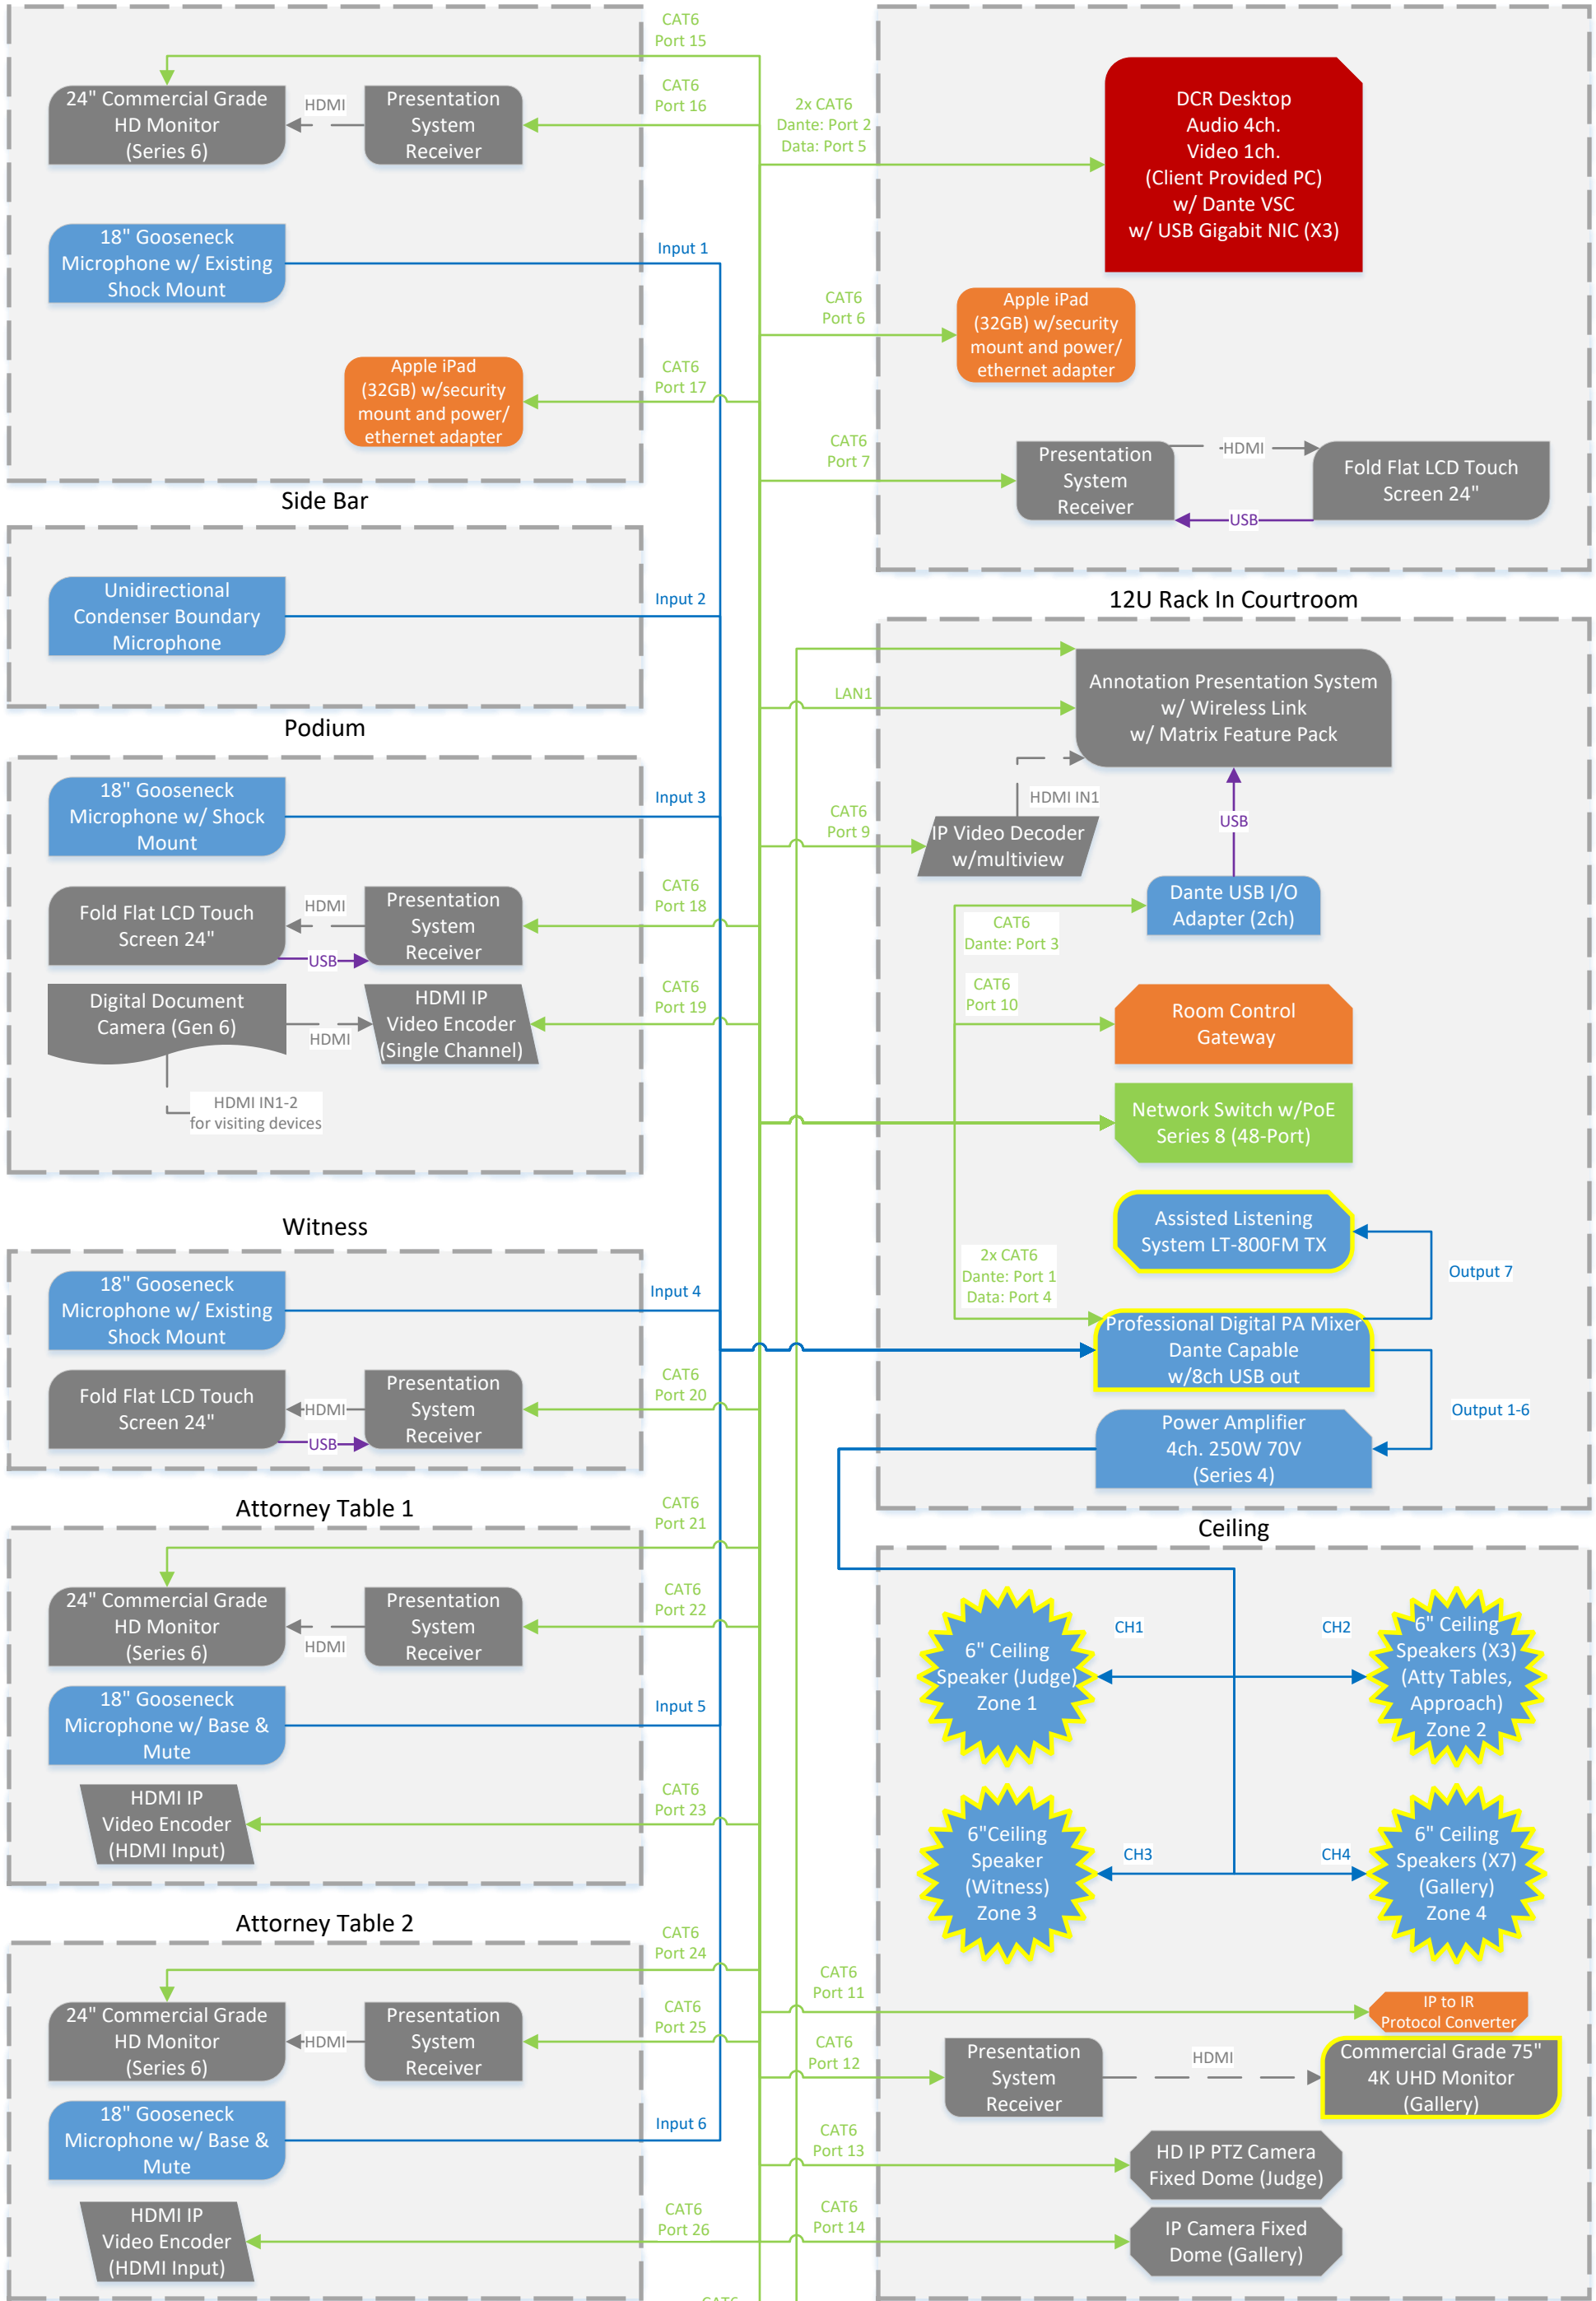 CAT6
Port 15
24" Commercial Grade
HD Monitor
(Series 6)
HDMI
Presentation
System
Receiver
CAT6
Port 16
18" Gooseneck
Microphone w/ Existing
Shock Mount
Input 1
Apple iPad
(32GB) w/security
mount and power/
ethernet adapter
CAT6
Port 17
2x CAT6
Dante: Port 2
Data: Port 5
DCR Desktop
Audio 4ch.
Video 1ch.
(Client Provided PC)
w/ Dante VSC
w/ USB Gigabit NIC (X3)
CAT6
Port 6
Apple iPad
(32GB) w/security
mount and power/
ethernet adapter
CAT6
Port 7
Presentation
System
Receiver
HDMI
USB
Fold Flat LCD Touch
Screen 24"
Side Bar
Unidirectional
Condenser Boundary
Microphone
Input 2
Podium
18" Gooseneck
Microphone w/ Shock
Mount
Input 3
Fold Flat LCD Touch
Screen 24"
HDMI
USB
Presentation
System
Receiver
CAT6
Port 18
Digital Document
Camera (Gen 6)
HDMI
HDMI IP
Video Encoder
(Single Channel)
CAT6
Port 19
HDMI IN1-2
for visiting devices
12U Rack In Courtroom
Annotation Presentation System
w/ Wireless Link
w/ Matrix Feature Pack
LAN1
HDMI IN1
USB
CAT6
Port 9
IP Video Decoder
w/multiview
Dante USB I/O
Adapter (2ch)
CAT6
Dante: Port 3
CAT6
Port 10
Room Control
Gateway
Network Switch w/PoE
Series 8 (48-Port)
Assisted Listening
System LT-800FM TX
Output 7
2x CAT6
Dante: Port 1
Data: Port 4
Professional Digital PA Mixer
Dante Capable
w/8ch USB out
Output 1-6
Power Amplifier
4ch. 250W 70V
(Series 4)
Witness
18" Gooseneck
Microphone w/ Existing
Shock Mount
Input 4
Fold Flat LCD Touch
Screen 24"
HDMI
USB
Presentation
System
Receiver
CAT6
Port 20
Attorney Table 1
CAT6
Port 21
24" Commercial Grade
HD Monitor
(Series 6)
HDMI
Presentation
System
Receiver
CAT6
Port 22
18" Gooseneck
Microphone w/ Base &
Mute
Input 5
HDMI IP
Video Encoder
(HDMI Input)
CAT6
Port 23
Attorney Table 2
CAT6
Port 24
24" Commercial Grade
HD Monitor
(Series 6)
HDMI
Presentation
System
Receiver
CAT6
Port 25
18" Gooseneck
Microphone w/ Base &
Mute
Input 6
HDMI IP
Video Encoder
(HDMI Input)
CAT6
Port 26
Ceiling
6" Ceiling
Speaker (Judge)
Zone 1
CH1
CH2
6" Ceiling
Speakers (X3)
(Atty Tables,
Approach)
Zone 2
6"Ceiling
Speaker
(Witness)
Zone 3
CH3
CH4
6" Ceiling
Speakers (X7)
(Gallery)
Zone 4
CAT6
Port 11
IP to IR
Protocol Converter
CAT6
Port 12
Presentation
System
Receiver
HDMI
Commercial Grade 75"
4K UHD Monitor
(Gallery)
CAT6
Port 13
HD IP PTZ Camera
Fixed Dome (Judge)
CAT6
Port 14
IP Camera Fixed
Dome (Gallery)